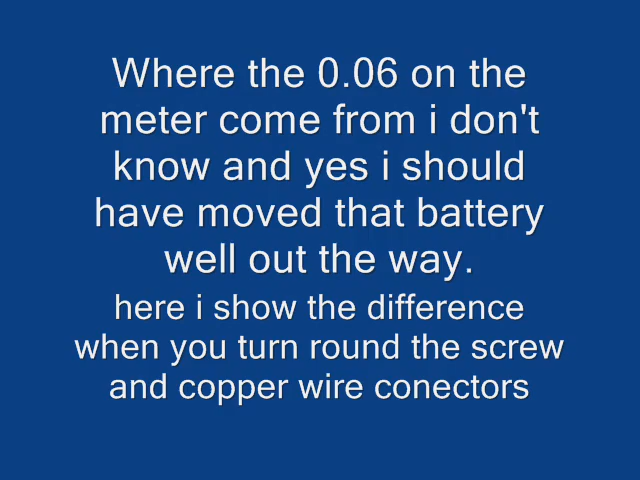 Where the 0.06 on the
meter come from i don't
know and yes i should
have moved that battery
well out the way.
here i show the difference
when you turn round the screw
and copper wire conectors